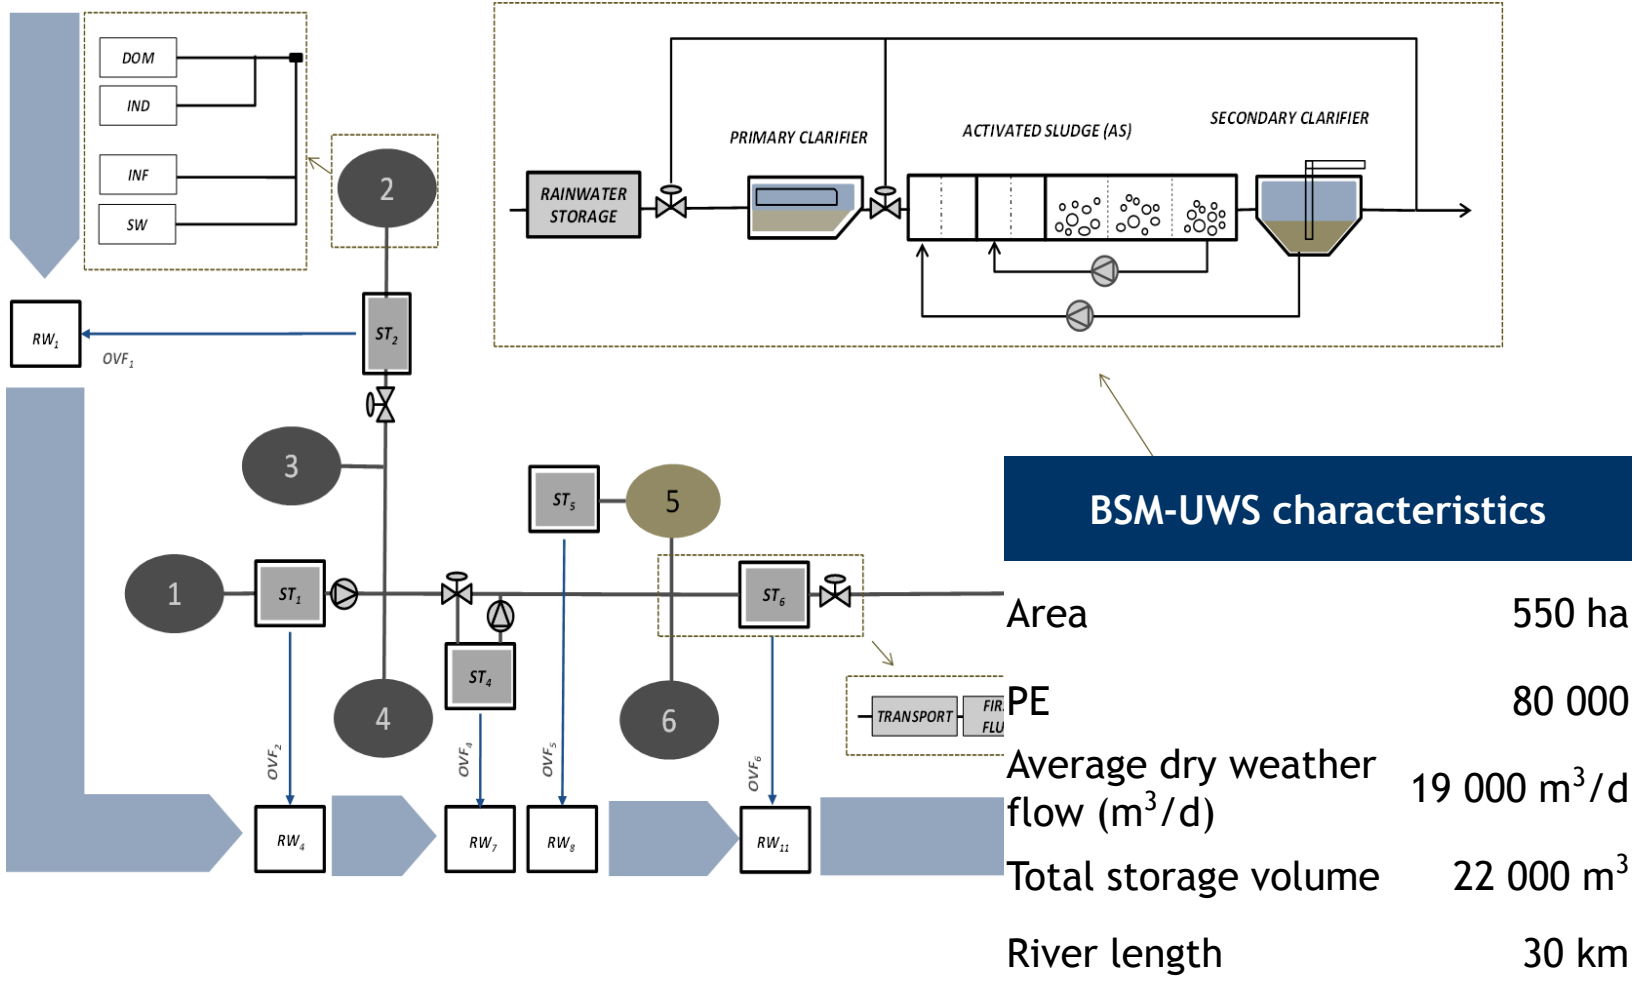 DOM
IND
INF
SW
2
PRIMARY CLARIFIER
ACTIVATED SLUDGE (AS)
SECONDARY CLARIFIER
RAINWATER
STORAGE
RW₁
OVF₁
ST₂
3
ST₅
5
1
ST₁
ST₆
ST₄
4
6
TRANSPORT
OVF₂
OVF₄
OVF₅
OVF₆
RW₄
RW₇
RW₈
RW₁₁
BSM-UWS characteristics
Area 550 ha
PE 80 000
Average dry weather
flow (m³/d) 19 000 m³/d
Total storage volume 22 000 m³
River length 30 km